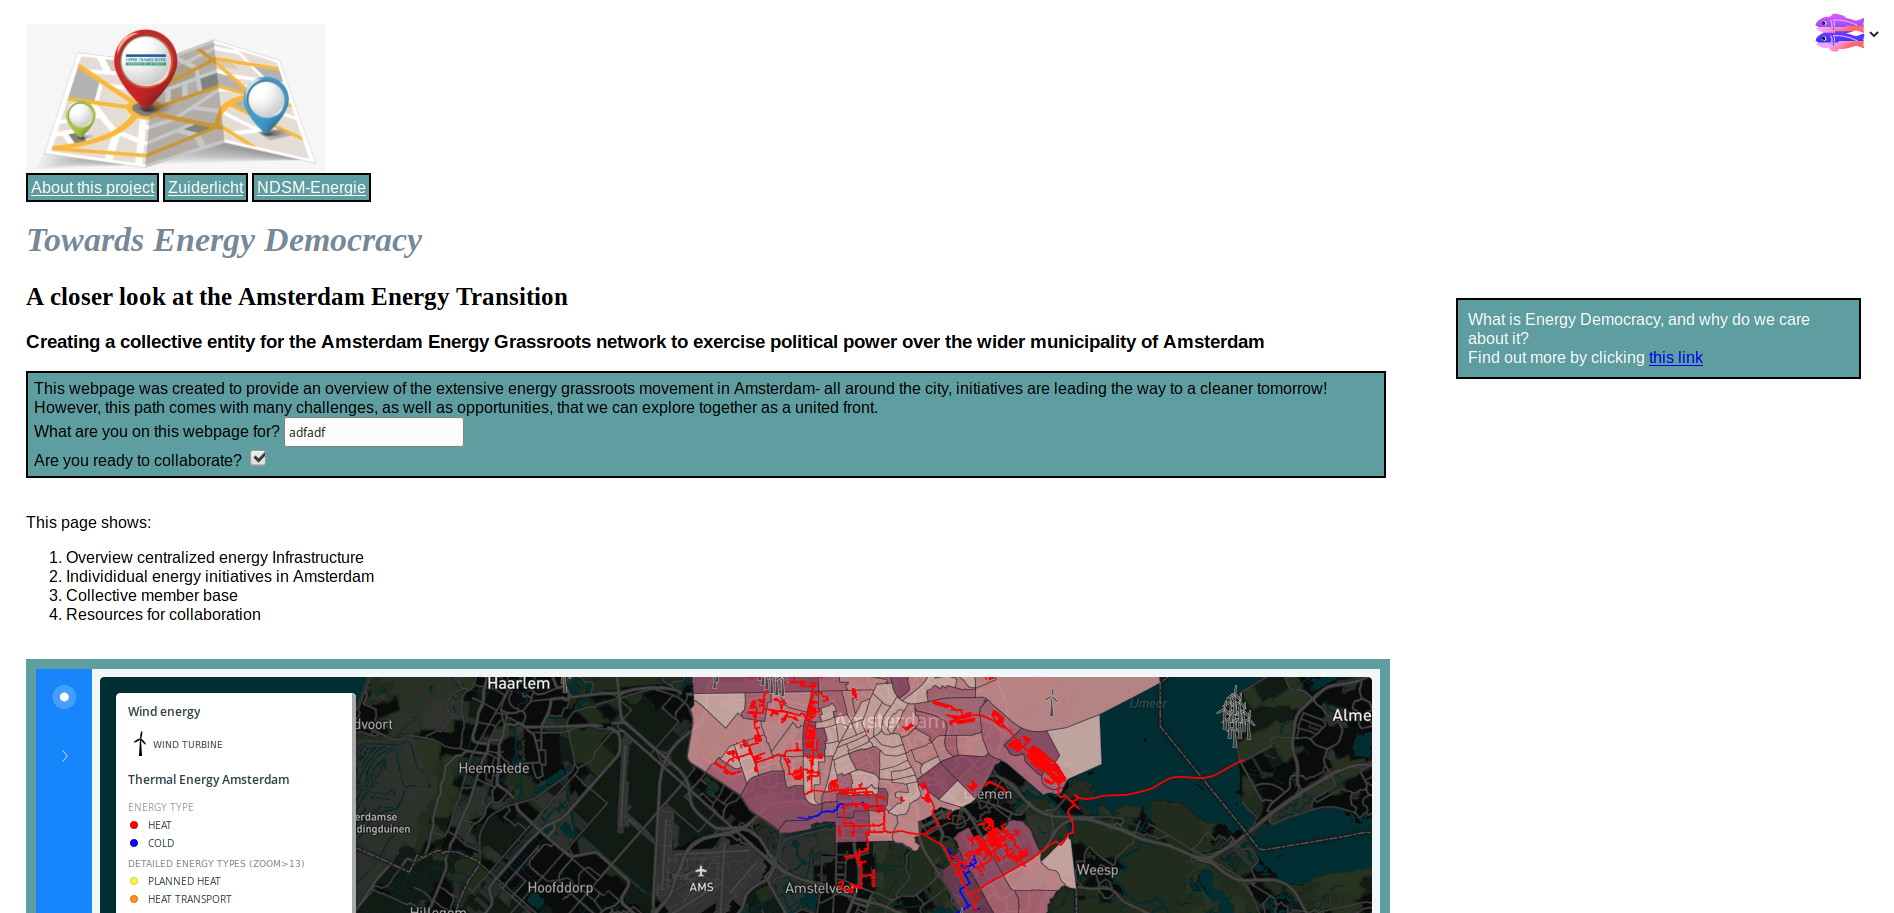 About this project Zuiderlicht NDSM-Energie
Towards Energy Democracy
A closer look at the Amsterdam Energy Transition
Creating a collective entity for the Amsterdam Energy Grassroots network to exercise political power over the wider municipality of Amsterdam
What is Energy Democracy, and why do we care
about it?
Find out more by clicking this link
This webpage was created to provide an overview of the extensive energy grassroots movement in Amsterdam- all around the city, initiatives are leading the way to a cleaner tomorrow!
However, this path comes with many challenges, as well as opportunities, that we can explore together as a united front.
What are you on this webpage for? adfadf
Are you ready to collaborate?
This page shows:
1. Overview centralized energy Infrastructure
2. Individidual energy initiatives in Amsterdam
3. Collective member base
4. Resources for collaboration
Wind energy
WIND TURBINE
Thermal Energy Amsterdam
ENERGY TYPE
HEAT
COLD
DETAILED ENERGY TYPES (ZOOM>13)
PLANNED HEAT
HEAT TRANSPORT
Haarlem
dvoort
Heemstede
erdamse
dingduinen
Hoofddorp
Hillegom
AMS
Amstelveen
Amsterdam
IJmeer
Alme
emen
Weesp